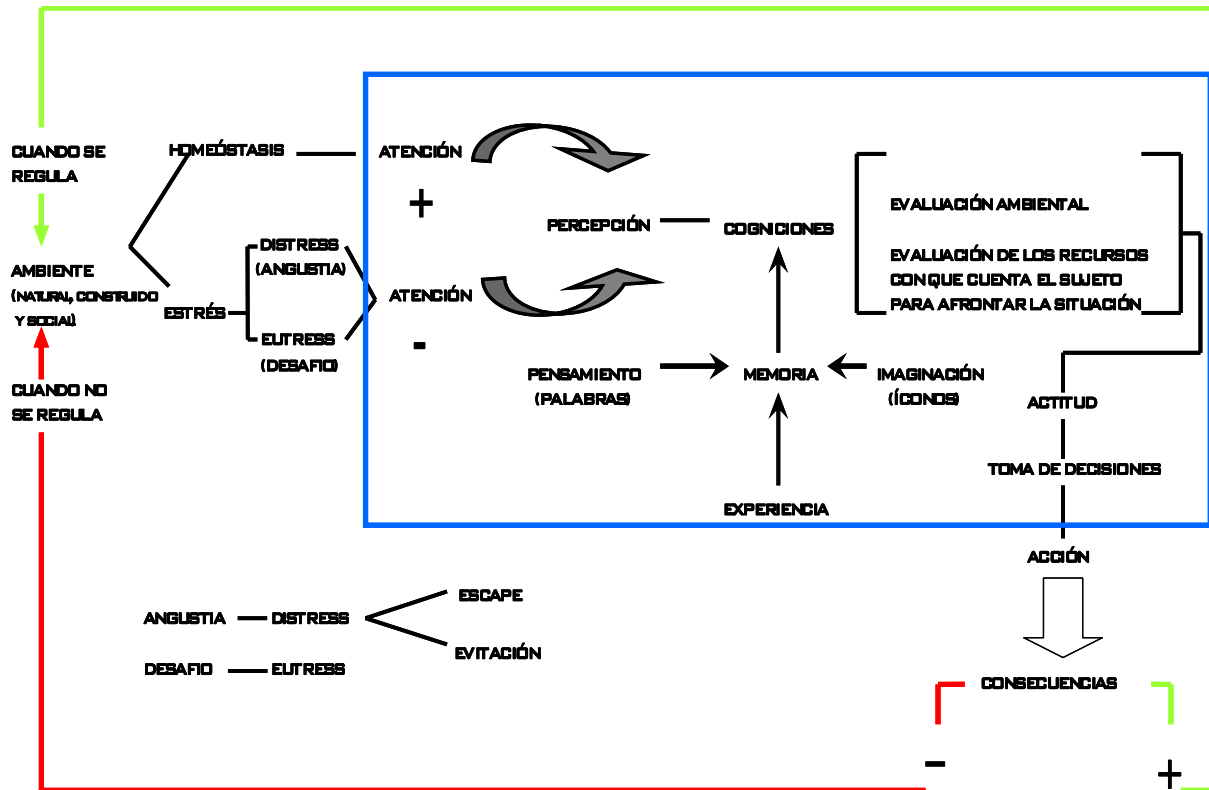 CUANDO SE
REGULA
HOMEÓSTASIS
ATENCIÓN
+
PERCEPCIÓN
COGNICIONES
EVALUACIÓN AMBIENTAL
EVALUACIÓN DE LOS RECURSOS
CON QUE CUENTA EL SUJETO
PARA AFRONTAR LA SITUACIÓN
AMBIENTE
(NATURAL, CONSTRUIDO
Y SOCIAL).
ESTRÉS
DISTRESS
(ANGUSTIA)
EUTRESS
(DESAFIO)
ATENCIÓN
-
CUANDO NO
SE REGULA
PENSAMIENTO
(PALABRAS)
MEMORIA
IMAGINACIÓN
(ÍCONOS)
EXPERIENCIA
ACTITUD
TOMA DE DECISIONES
ACCIÓN
ANGUSTIA
DISTRESS
ESCAPE
EVITACIÓN
DESAFIO
EUTRESS
CONSECUENCIAS
-
+